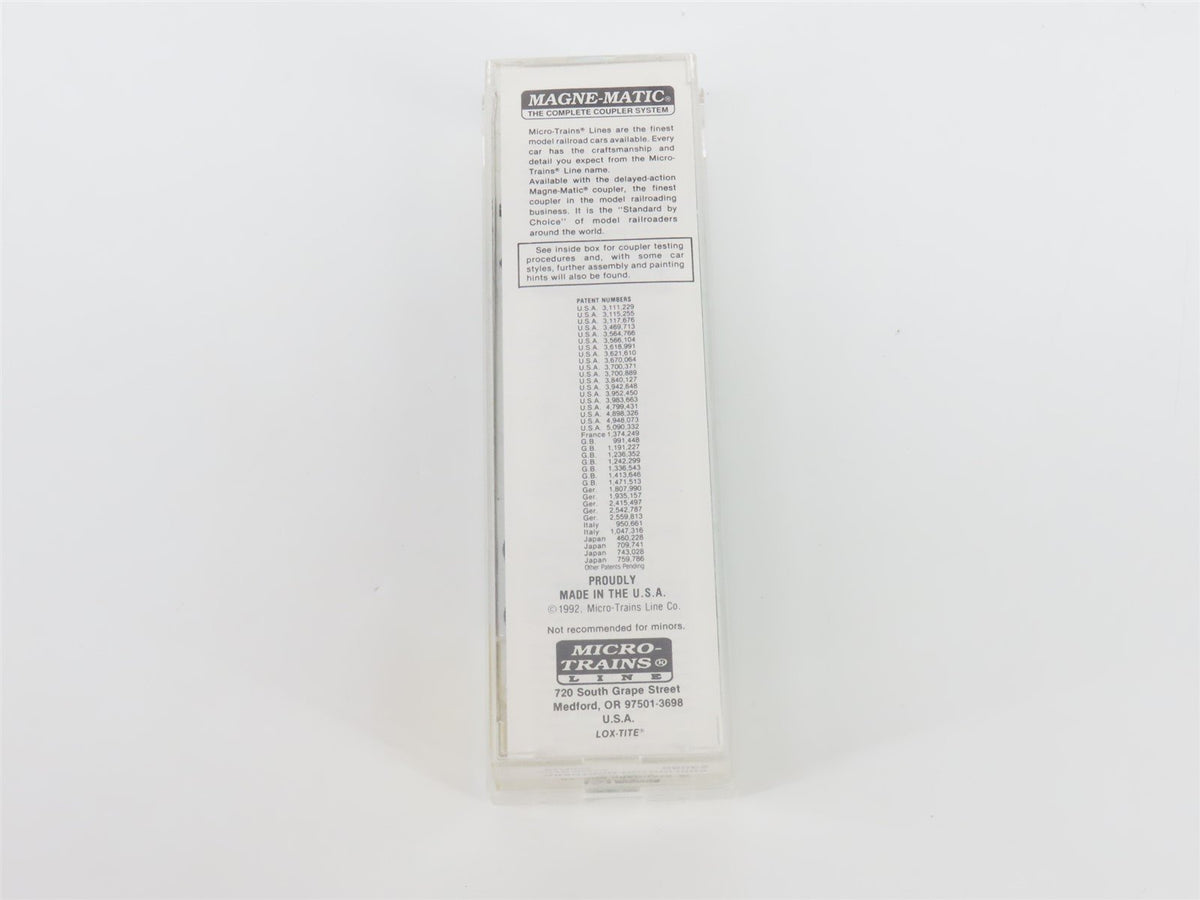 MAGNE-MATIC®
THE COMPLETE COUPLER SYSTEM
Micro-Trains® Lines are the finest
model railroad cars available. Every
car has the craftsmanship and
detail you expect from the Micro-
Trains® Line name.
Available with the delayed-action
Magne-Matic® coupler, the finest
coupler in the model railroading
business. It is the "Standard by
Choice" of model railroaders
around the world.
See inside box for coupler testing
procedures and, with some car
styles, further assembly and painting
hints will also be found.
PATENT NUMBERS
U.S.A. 3,111,229
U.S.A. 3,115,255
U.S.A. 3,117,676
U.S.A. 3,469,713
U.S.A. 3,564,766
U.S.A. 3,566,104
U.S.A. 3,618,991
U.S.A. 3,621,610
U.S.A. 3,670,064
U.S.A. 3,700,371
U.S.A. 3,700,889
U.S.A. 3,840,127
U.S.A. 3,942,648
U.S.A. 3,952,450
U.S.A. 3,983,663
U.S.A. 4,799,431
U.S.A. 4,898,326
U.S.A. 4,948,073
U.S.A. 5,090,332
France 1,374,249
G.B. 991,448
G.B. 1,191,227
G.B. 1,236,352
G.B. 1,242,299
G.B. 1,336,543
G.B. 1,413,646
G.B. 1,471,513
Ger. 1,807,990
Ger. 1,935,157
Ger. 2,415,497
Ger. 2,542,787
Ger. 2,559,813
Italy 950,661
Italy 1,047,316
Japan 460,228
Japan 709,741
Japan 743,028
Japan 759,786
Other Patents Pending
PROUDLY
MADE IN THE U.S.A.
©1992, Micro-Trains Line Co.
Not recommended for minors.
MICRO-
TRAINS®
LINE
720 South Grape Street
Medford, OR 97501-3698
U.S.A.
LOX-TITE®